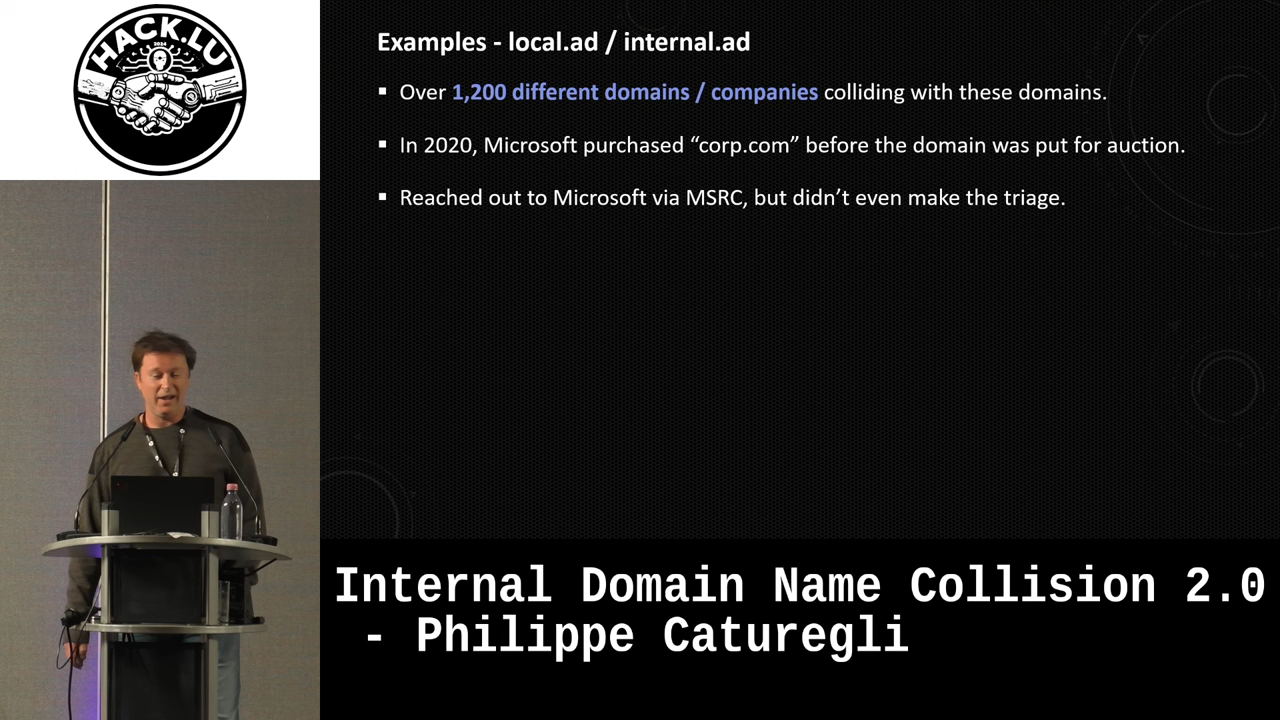 HACK.LU
2024
Examples - local.ad / internal.ad
▪ Over 1,200 different domains / companies colliding with these domains.
▪ In 2020, Microsoft purchased “corp.com” before the domain was put for auction.
▪ Reached out to Microsoft via MSRC, but didn’t even make the triage.
Internal Domain Name Collision 2.0
- Philippe Caturegli